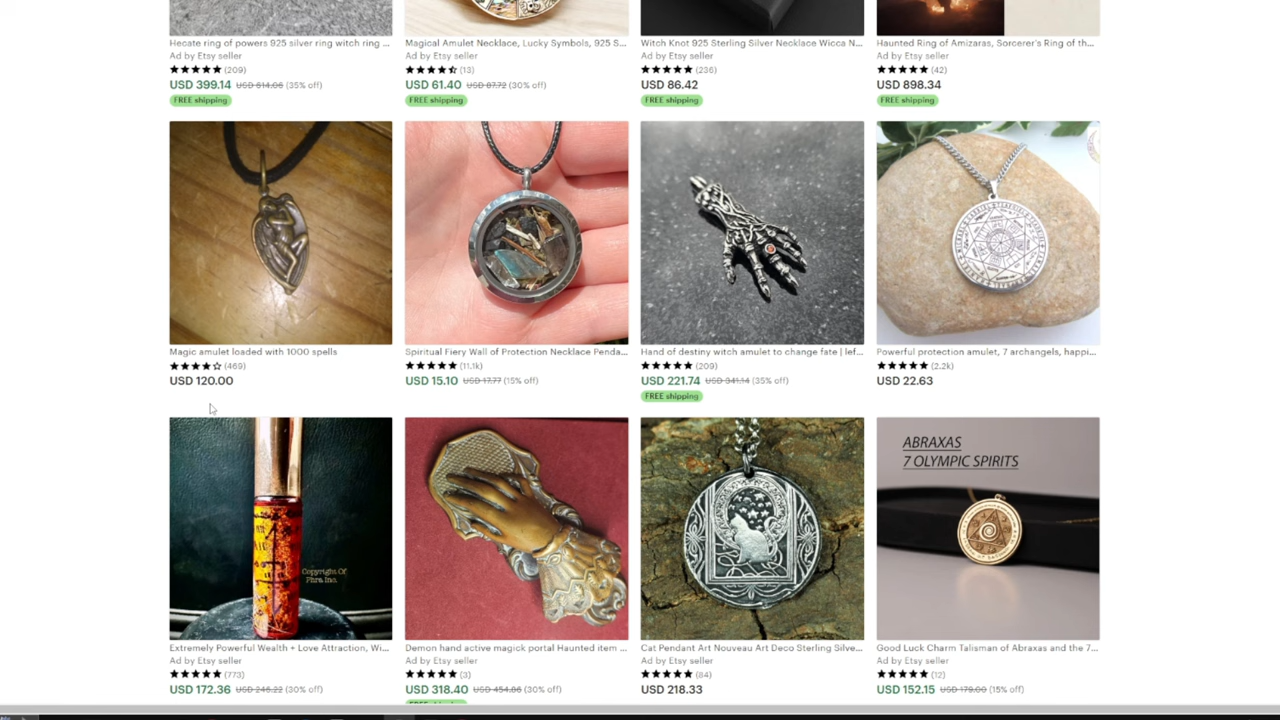 Hecate ring of powers 925 silver ring witch ring ...
Ad by Etsy seller
(209)
USD 399.14 USD 614.06 (35% off)
FREE shipping
Magical Amulet Necklace, Lucky Symbols, 925 S...
Ad by Etsy seller
(13)
USD 61.40 USD 87.72 (30% off)
FREE shipping
Witch Knot 925 Sterling Silver Necklace Wicca N...
Ad by Etsy seller
(236)
USD 86.42
FREE shipping
Haunted Ring of Amizaras, Sorcerer's Ring of th...
Ad by Etsy seller
(42)
USD 898.34
FREE shipping
Magic amulet loaded with 1000 spells
(469)
USD 120.00
Spiritual Fiery Wall of Protection Necklace Penda...
(11.1k)
USD 15.10 USD 17.77 (15% off)
Hand of destiny witch amulet to change fate | lef...
(209)
USD 221.74 USD 341.14 (35% off)
FREE shipping
Powerful protection amulet, 7 archangels, happi...
(2.2k)
USD 22.63
Copyright Of
Phra Inc.
Extremely Powerful Wealth + Love Attraction, Wi...
Ad by Etsy seller
(773)
USD 172.36 USD 246.22 (30% off)
Demon hand active magick portal Haunted item ...
Ad by Etsy seller
(3)
USD 318.40 USD 454.86 (30% off)
FREE shipping
Cat Pendant Art Nouveau Art Deco Sterling Silve...
Ad by Etsy seller
(84)
USD 218.33
ABRAXAS
7 OLYMPIC SPIRITS
Good Luck Charm Talisman of Abraxas and the 7...
Ad by Etsy seller
(12)
USD 152.15 USD 179.00 (15% off)